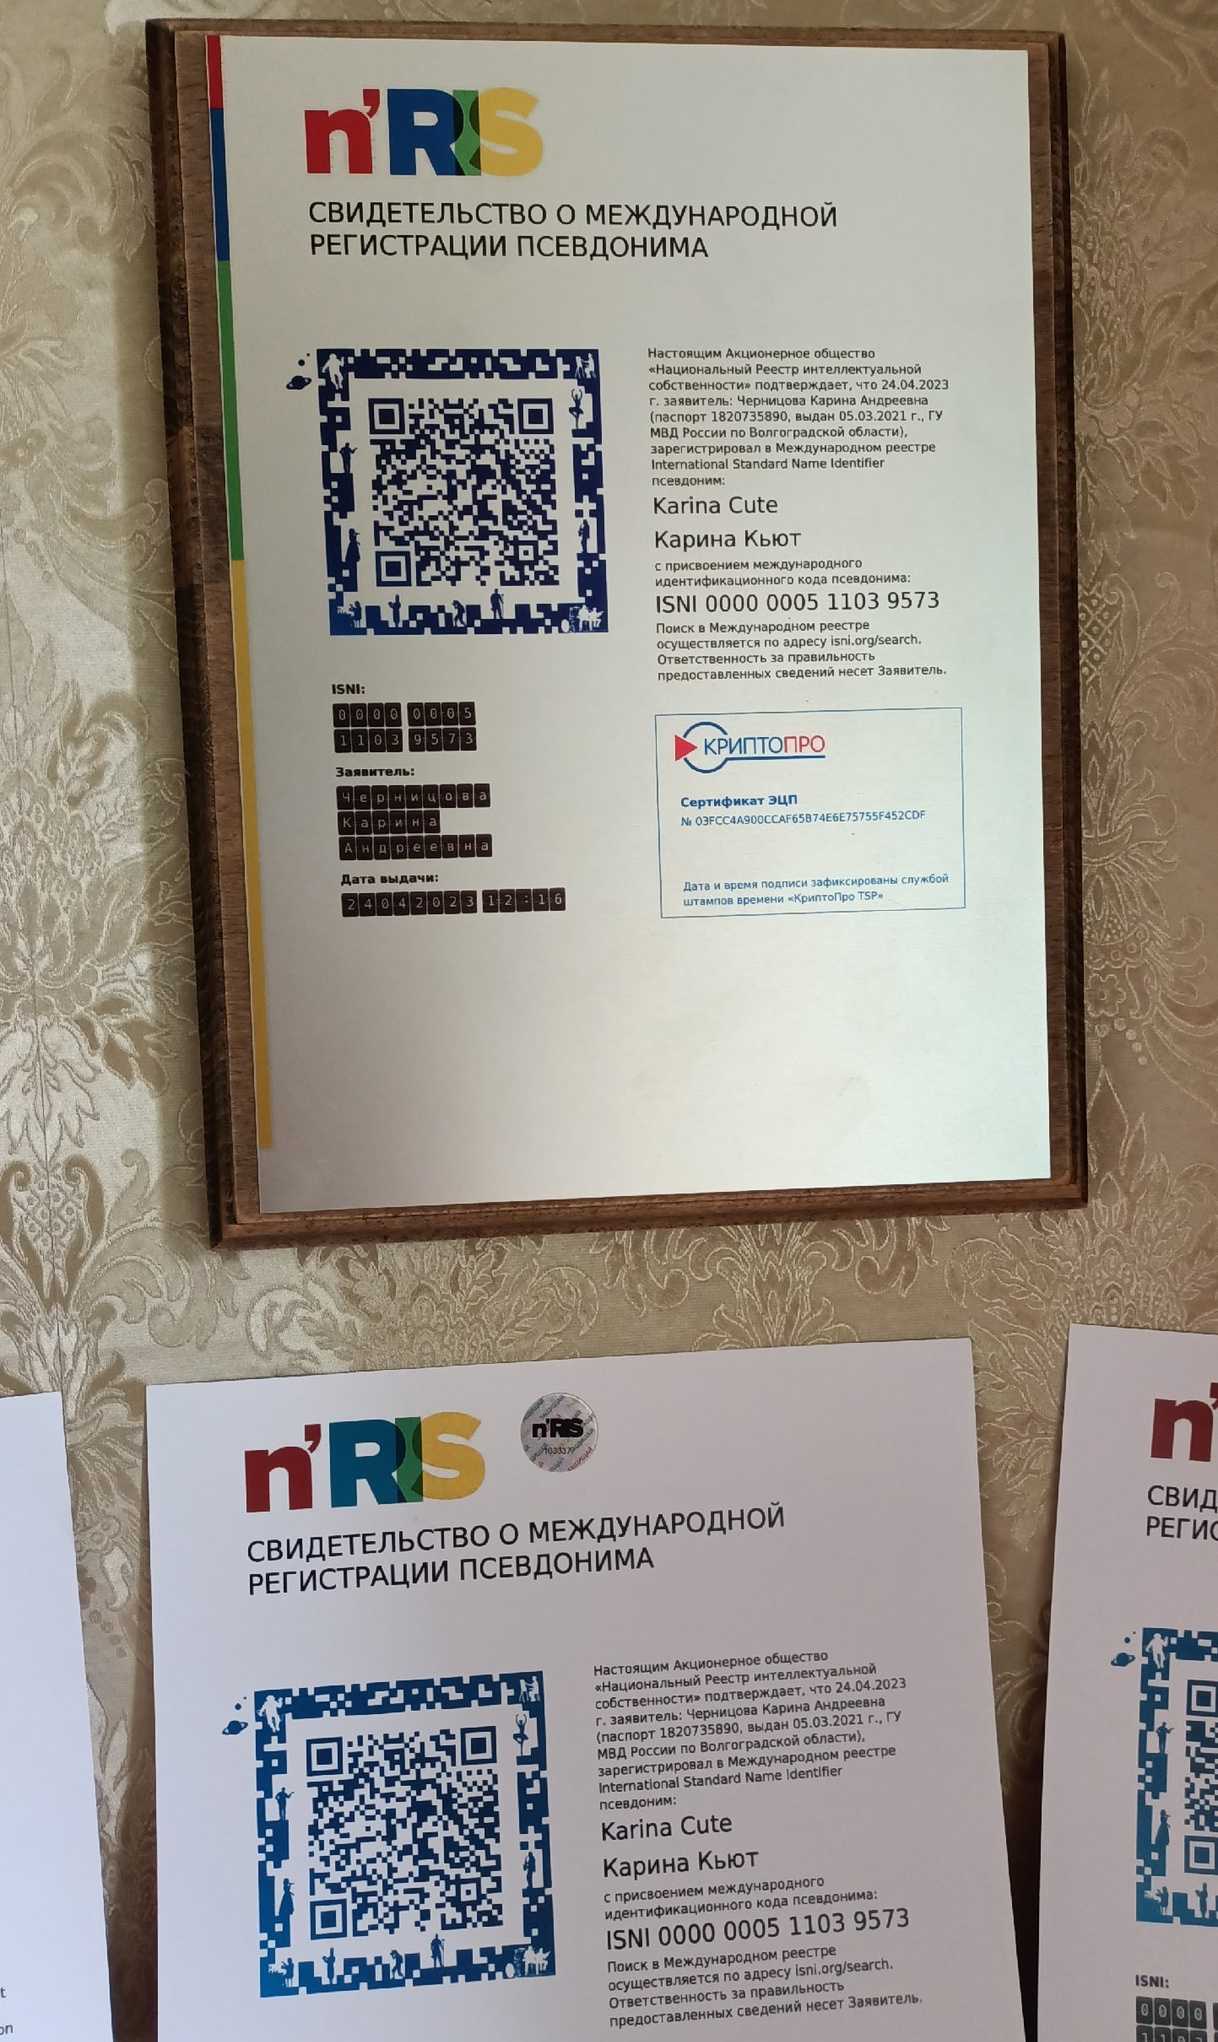 n'RIS
СВИДЕТЕЛЬСТВО О МЕЖДУНАРОДНОЙ
РЕГИСТРАЦИИ ПСЕВДОНИМА
Настоящим Акционерное общество
«Национальный Реестр интеллектуальной
собственности» подтверждает, что 24.04.2023
г. заявитель: Черницова Карина Андреевна
(паспорт 1820735890, выдан 05.03.2021 г., ГУ
МВД России по Волгоградской области),
зарегистрировал в Международном реестре
International Standard Name Identifier
псевдоним:
Karina Cute
Карина Кьют
с присвоением международного
идентификационного кода псевдонима:
ISNI 0000 0005 1103 9573
Поиск в Международном реестре
осуществляется по адресу isni.org/search.
Ответственность за правильность
предоставленных сведений несет Заявитель.
ISNI:
0000 0005
1103 9573
Заявитель:
Черницова
Карина
Андреевна
Дата выдачи:
24042023 12:16
КРИПТОПРО
Сертификат ЭЦП
№ 03FCC4A900CCAF65B74E6E75755F452CDF
Дата и время подписи зафиксированы службой
штампов времени «КриптоПро TSP»
n'RIS
n'RIS
СВИДЕТЕЛЬСТВО О МЕЖДУНАРОДНОЙ
РЕГИСТРАЦИИ ПСЕВДОНИМА
Настоящим Акционерное общество
«Национальный Реестр интеллектуальной
собственности» подтверждает, что 24.04.2023
г. заявитель: Черницова Карина Андреевна
(паспорт 1820735890, выдан 05.03.2021 г., ГУ
МВД России по Волгоградской области),
зарегистрировал в Международном реестре
International Standard Name Identifier
псевдоним:
Karina Cute
Карина Кьют
с присвоением международного
идентификационного кода псевдонима:
ISNI 0000 0005 1103 9573
Поиск в Международном реестре
осуществляется по адресу isni.org/search.
Ответственность за правильность
предоставленных сведений несет Заявитель.
n'
СВИД
РЕГИС
ISNI:
0000